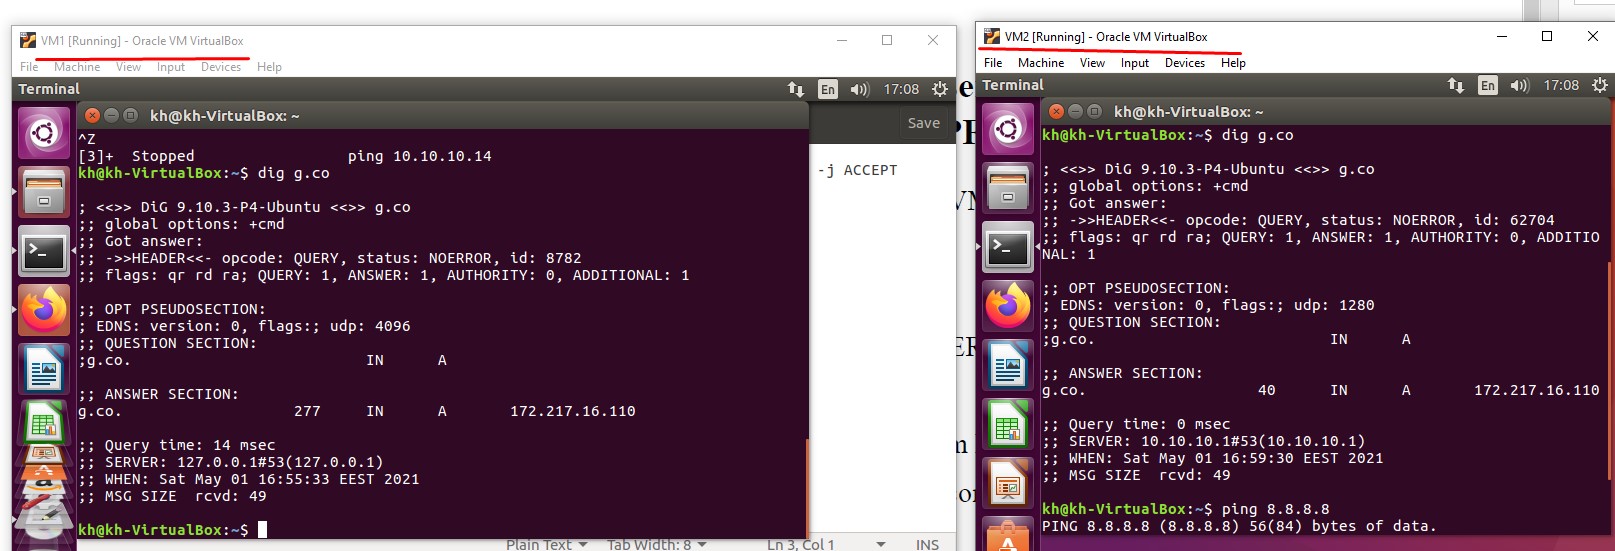 VM1 [Running] - Oracle VM VirtualBox
File Machine View Input Devices Help
Terminal En 17:08
kh@kh-VirtualBox: ~
Save
^Z
[3]+  Stopped                 ping 10.10.10.14
-j ACCEPT
kh@kh-VirtualBox:~$ dig g.co
; <<>> DiG 9.10.3-P4-Ubuntu <<>> g.co
;; global options: +cmd
;; Got answer:
;; ->>HEADER<<- opcode: QUERY, status: NOERROR, id: 8782
;; flags: qr rd ra; QUERY: 1, ANSWER: 1, AUTHORITY: 0, ADDITIONAL: 1
;; OPT PSEUDOSECTION:
; EDNS: version: 0, flags:; udp: 4096
;; QUESTION SECTION:
;g.co.                          IN      A
;; ANSWER SECTION:
g.co.                   277     IN      A       172.217.16.110
;; Query time: 14 msec
;; SERVER: 127.0.0.1#53(127.0.0.1)
;; WHEN: Sat May 01 16:55:33 EEST 2021
;; MSG SIZE  rcvd: 49
kh@kh-VirtualBox:~$
Plain Text Tab Width: 8 Ln 3, Col 1 INS
VM2 [Running] - Oracle VM VirtualBox
File Machine View Input Devices Help
Terminal En 17:08
kh@kh-VirtualBox: ~
kh@kh-VirtualBox:~$ dig g.co
; <<>> DiG 9.10.3-P4-Ubuntu <<>> g.co
;; global options: +cmd
;; Got answer:
;; ->>HEADER<<- opcode: QUERY, status: NOERROR, id: 62704
;; flags: qr rd ra; QUERY: 1, ANSWER: 1, AUTHORITY: 0, ADDITIO
NAL: 1
;; OPT PSEUDOSECTION:
; EDNS: version: 0, flags:; udp: 1280
;; QUESTION SECTION:
;g.co.                          IN      A
;; ANSWER SECTION:
g.co.                   40      IN      A       172.217.16.110
;; Query time: 0 msec
;; SERVER: 10.10.10.1#53(10.10.10.1)
;; WHEN: Sat May 01 16:59:30 EEST 2021
;; MSG SIZE  rcvd: 49
kh@kh-VirtualBox:~$ ping 8.8.8.8
PING 8.8.8.8 (8.8.8.8) 56(84) bytes of data.